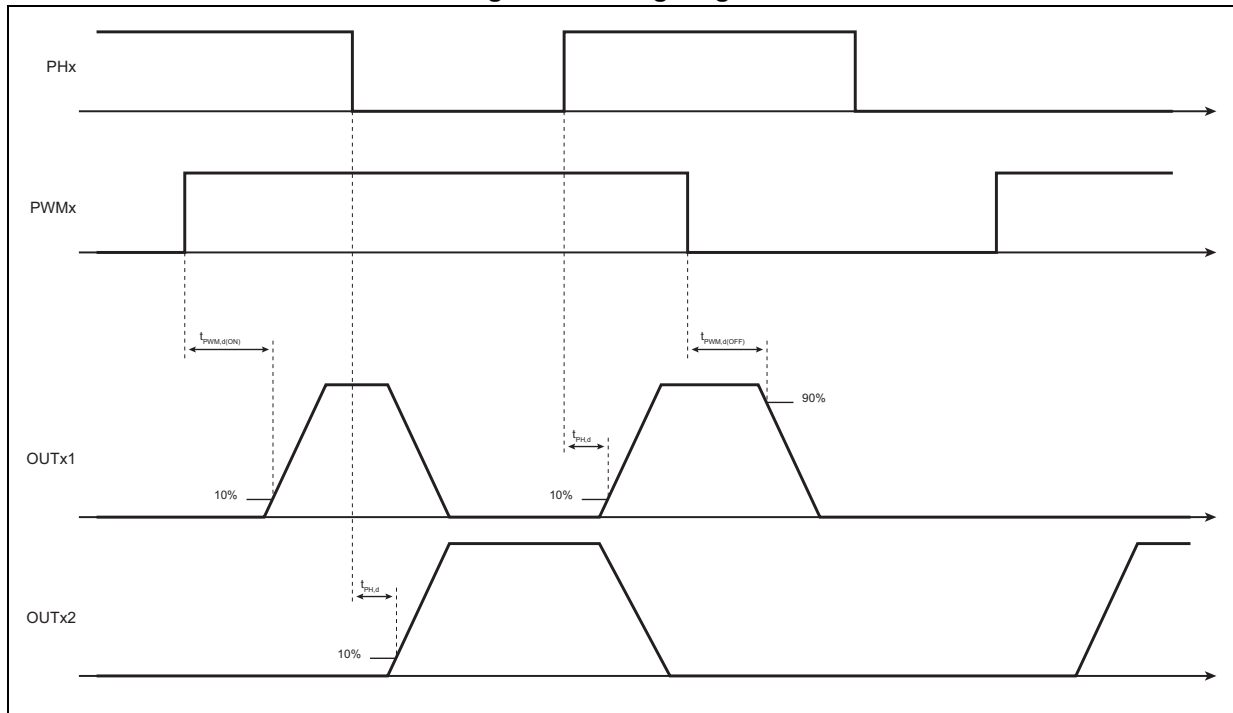 PHx
PWMx
tPWM,d(ON)
tPWM,d(OFF)
90%
tPH,d
OUTx1
10%
10%
tPH,d
OUTx2
10%